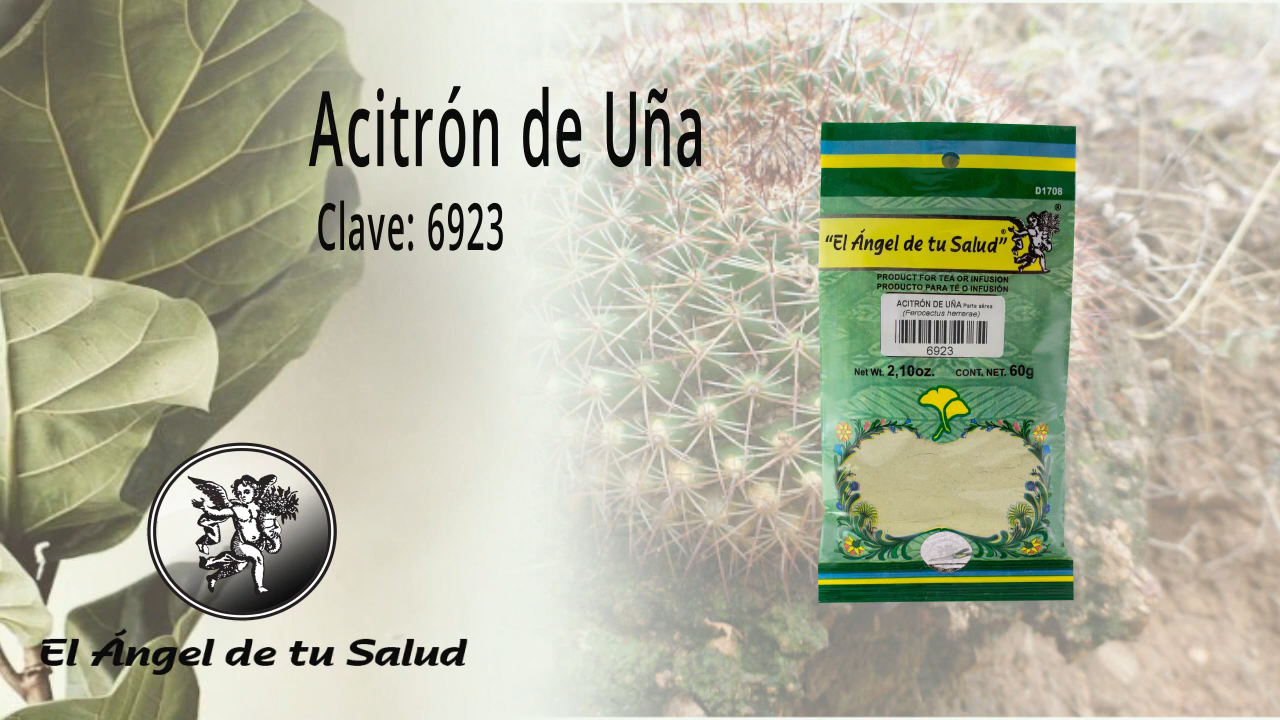 Acitrón de Uña
Clave: 6923
D1708
"El Ángel de tu Salud"®
®
PRODUCT FOR TEA OR INFUSION
PRODUCTO PARA TÉ O INFUSIÓN
ACITRÓN DE UÑA Parte aérea
(Ferocactus herrerae)
6923
Net Wt. 2,10oz. CONT. NET. 60g
El Ángel de tu Salud